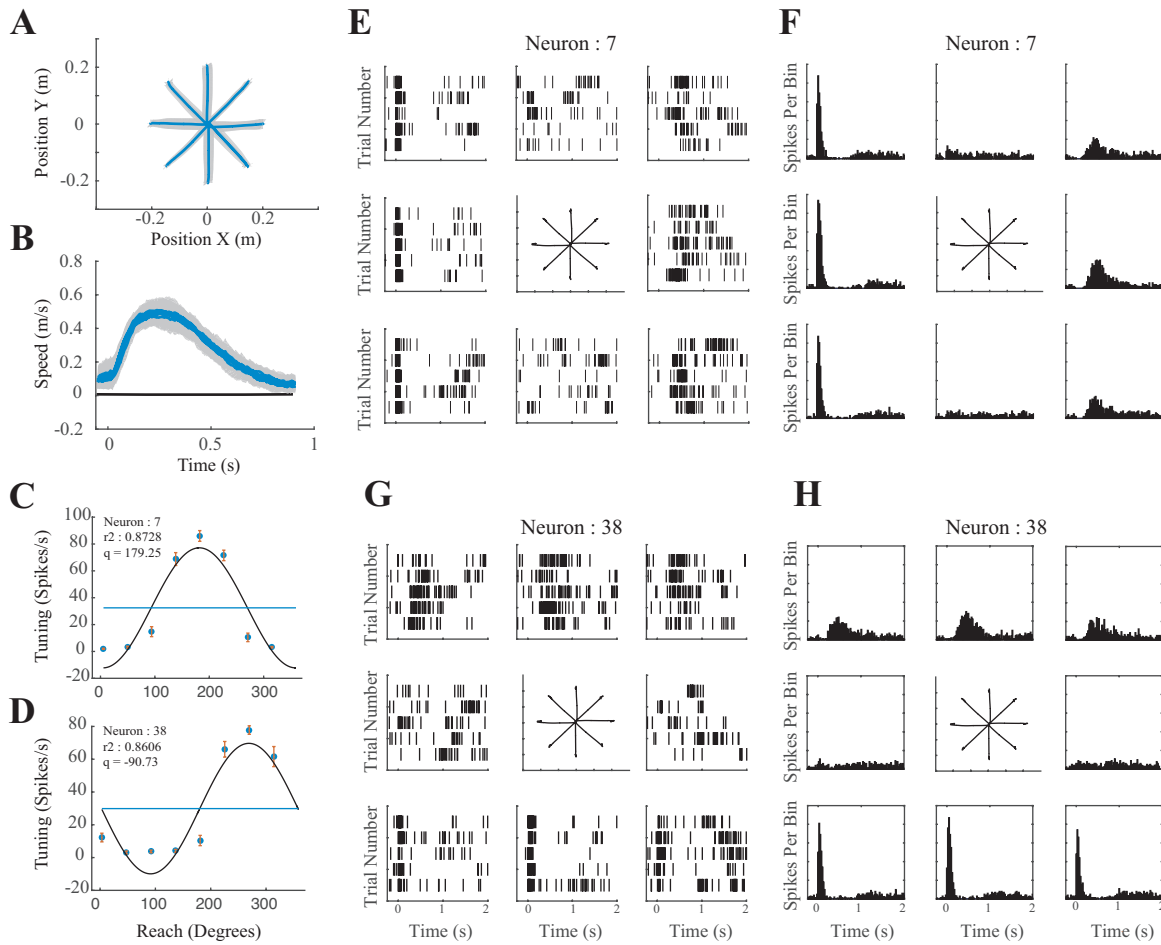 A
0.2
0
-0.2
Position Y (m)
-0.2 0 0.2
Position X (m)
B
0.8
0.6
0.4
0.2
0
-0.2
Speed (m/s)
0 0.5 1
Time (s)
C
100
80
60
40
20
0
-20
Tuning (Spikes/s)
Neuron : 7
r2 : 0.8728
q = 179.25
0 100 200 300
D
80
60
40
20
0
-20
Tuning (Spikes/s)
Neuron : 38
r2 : 0.8606
q = -90.73
0 100 200 300
Reach (Degrees)
E
Neuron : 7
Trial Number
Trial Number
Trial Number
F
Neuron : 7
Spikes Per Bin
Spikes Per Bin
Spikes Per Bin
G
Neuron : 38
Trial Number
Trial Number
Trial Number
0 1 2
0 1 2
0 1 2
Time (s)
Time (s)
Time (s)
H
Neuron : 38
Spikes Per Bin
Spikes Per Bin
Spikes Per Bin
0 1 2
0 1 2
0 1 2
Time (s)
Time (s)
Time (s)